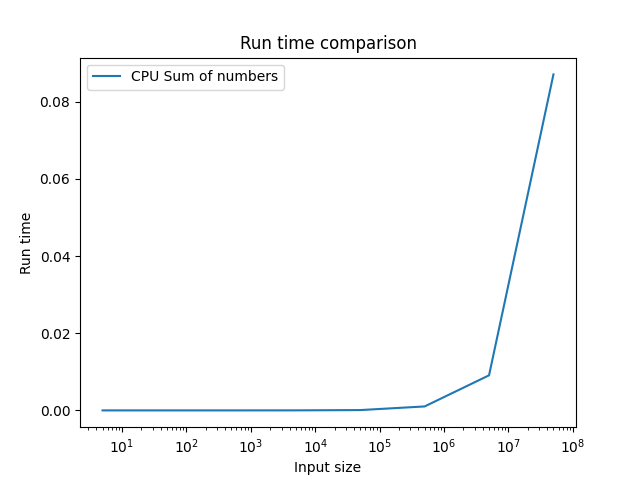 Run time comparison
CPU Sum of numbers
0.08
0.06
0.04
0.02
0.00
Run time
10¹ 10² 10³ 10⁴ 10⁵ 10⁶ 10⁷ 10⁸
Input size